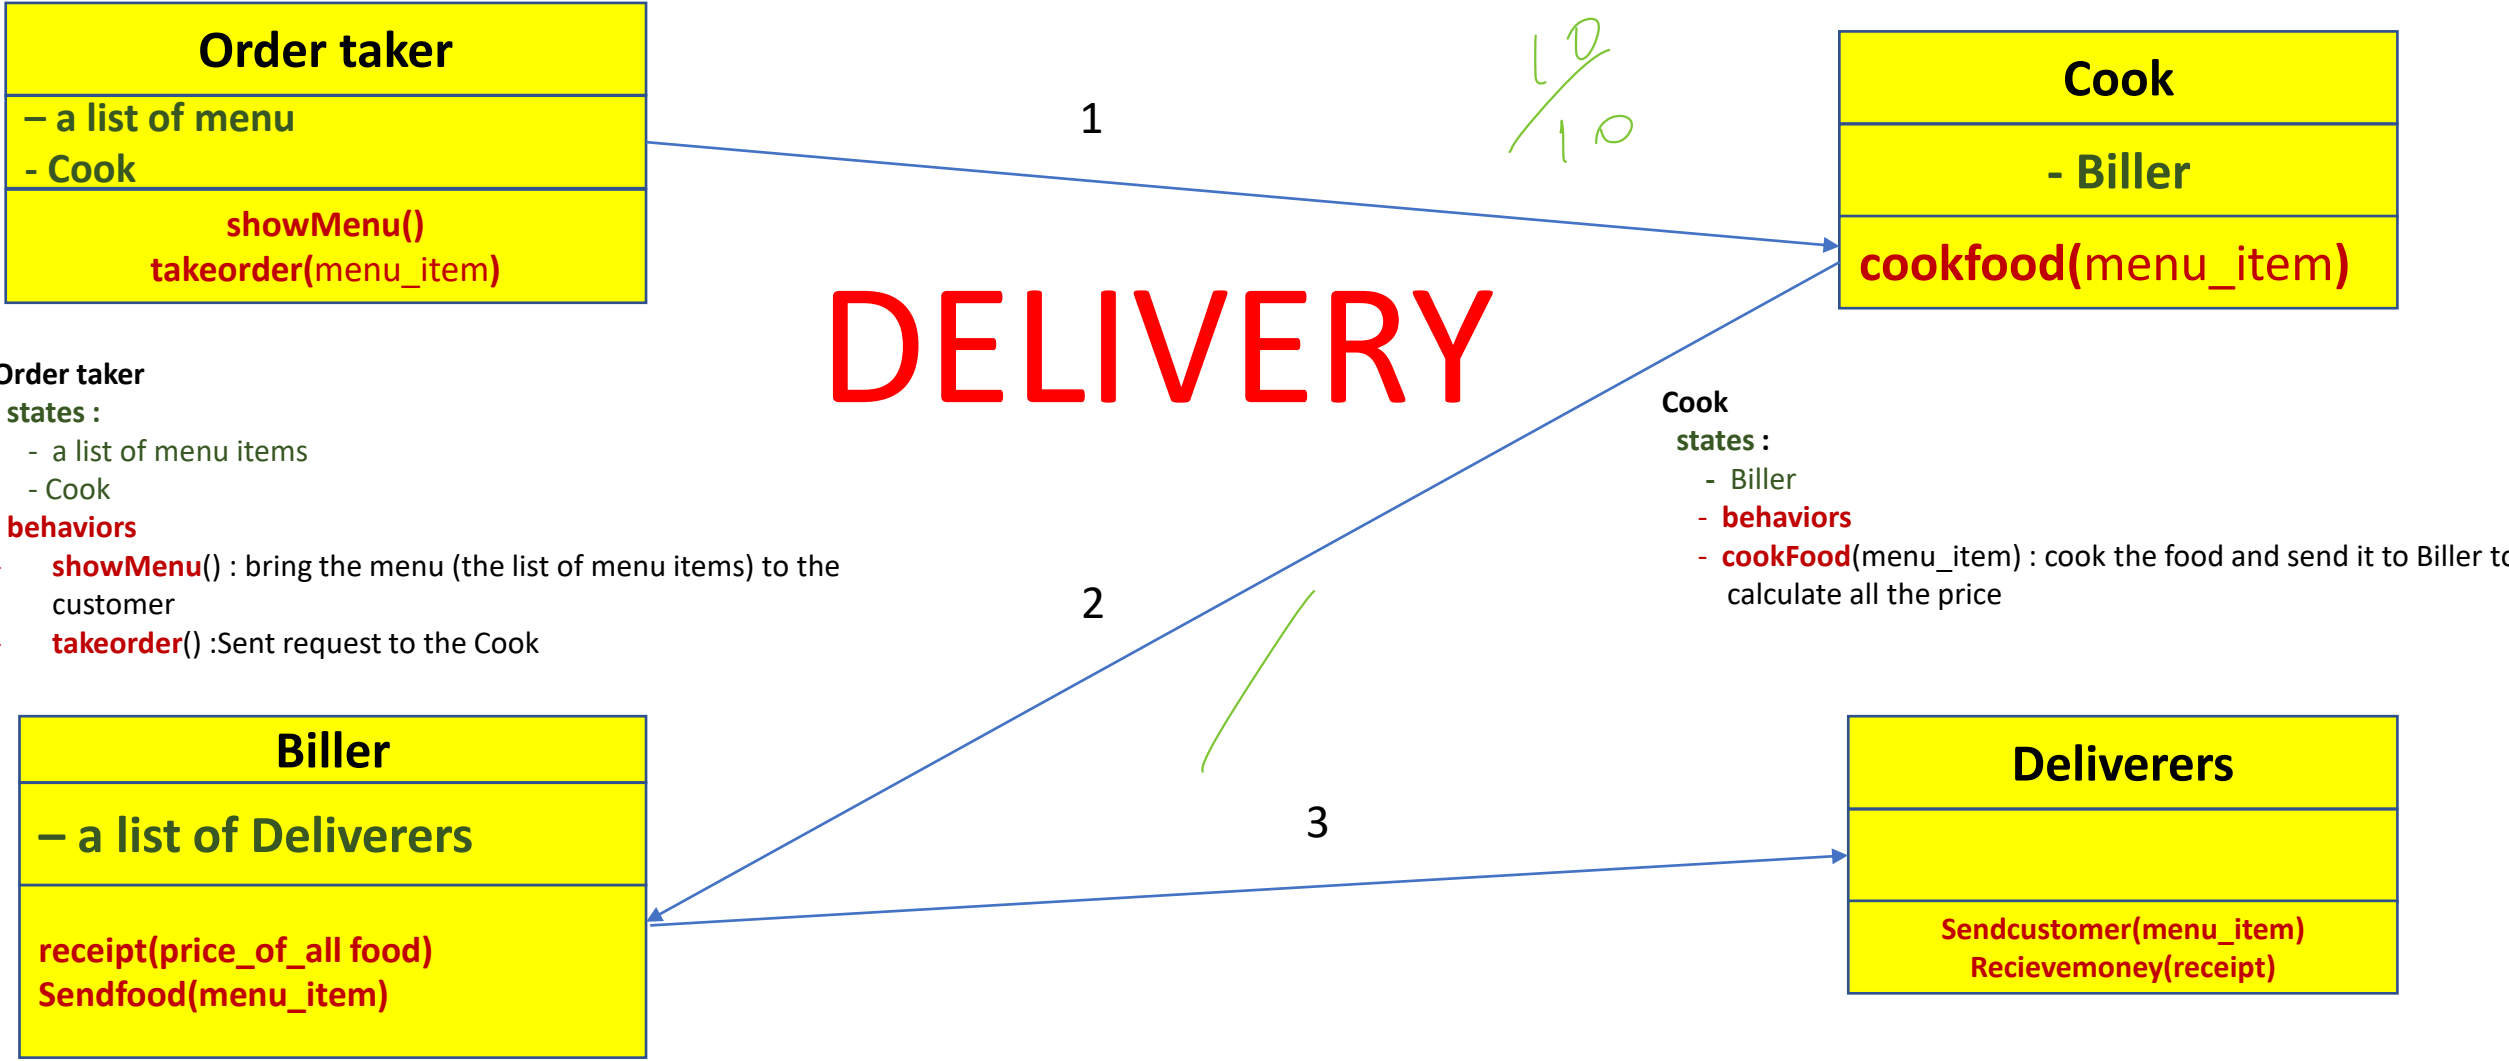 Order taker
– a list of menu
- Cook
showMenu()
takeorder(menu_item)
1
10
/
10
Cook
- Biller
cookfood(menu_item)
DELIVERY
Order taker
states :
- a list of menu items
- Cook
behaviors
- showMenu() : bring the menu (the list of menu items) to the
customer
- takeorder() :Sent request to the Cook
Cook
states :
- Biller
- behaviors
- cookFood(menu_item) : cook the food and send it to Biller to
calculate all the price
2
Biller
– a list of Deliverers
receipt(price_of_all food)
Sendfood(menu_item)
3
Deliverers
Sendcustomer(menu_item)
Recievemoney(receipt)